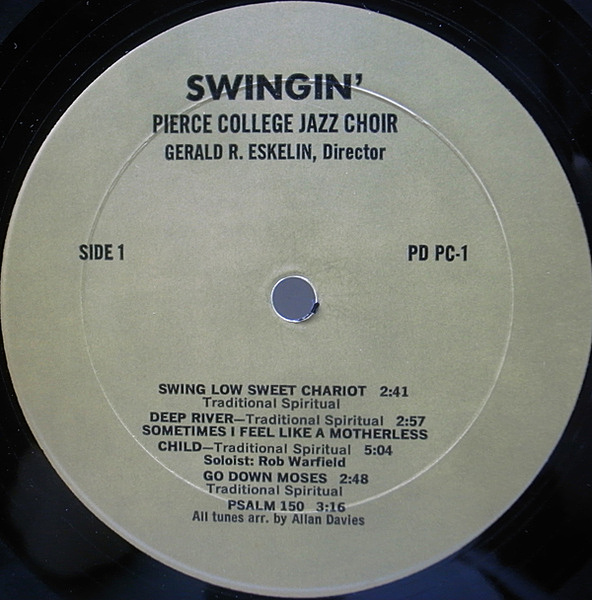 SWINGIN'
PIERCE COLLEGE JAZZ CHOIR
GERALD R. ESKELIN, Director
SIDE 1 PD PC-1
SWING LOW SWEET CHARIOT 2:41
Traditional Spiritual
DEEP RIVER—Traditional Spiritual 2:57
SOMETIMES I FEEL LIKE A MOTHERLESS
CHILD—Traditional Spiritual 5:04
Soloist: Rob Warfield
GO DOWN MOSES 2:48
Traditional Spiritual
PSALM 150 3:16
All tunes arr. by Allan Davies